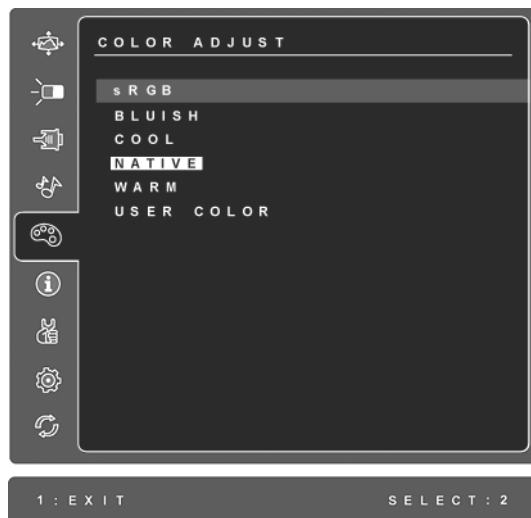 COLOR ADJUST
sRGB
BLUISH
COOL
NATIVE
WARM
USER COLOR
1:EXIT SELECT:2